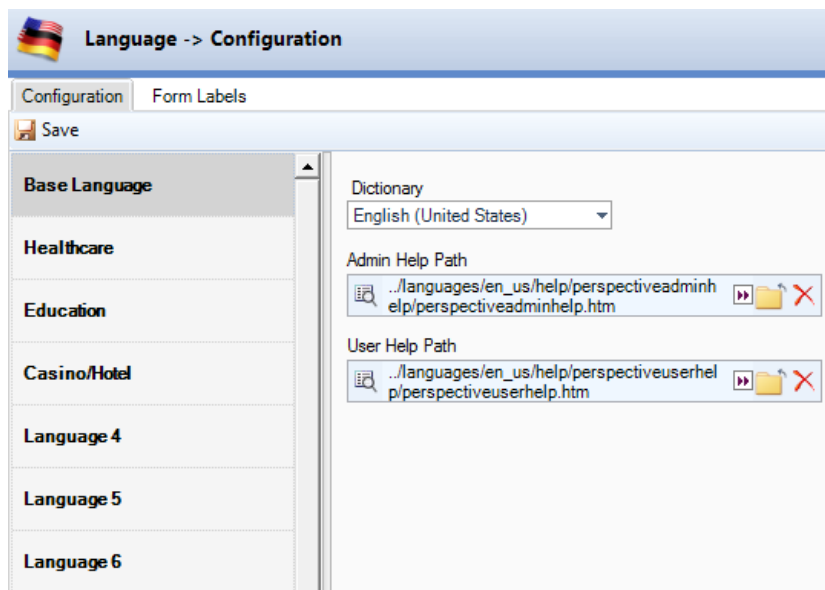 Language -> Configuration
Configuration Form Labels
Save
Base Language
Healthcare
Education
Casino/Hotel
Language 4
Language 5
Language 6
Dictionary
English (United States)
Admin Help Path
../languages/en_us/help/perspectiveadminh
elp/perspectiveadminhelp.htm
User Help Path
../languages/en_us/help/perspectiveuserhel
p/perspectiveuserhelp.htm